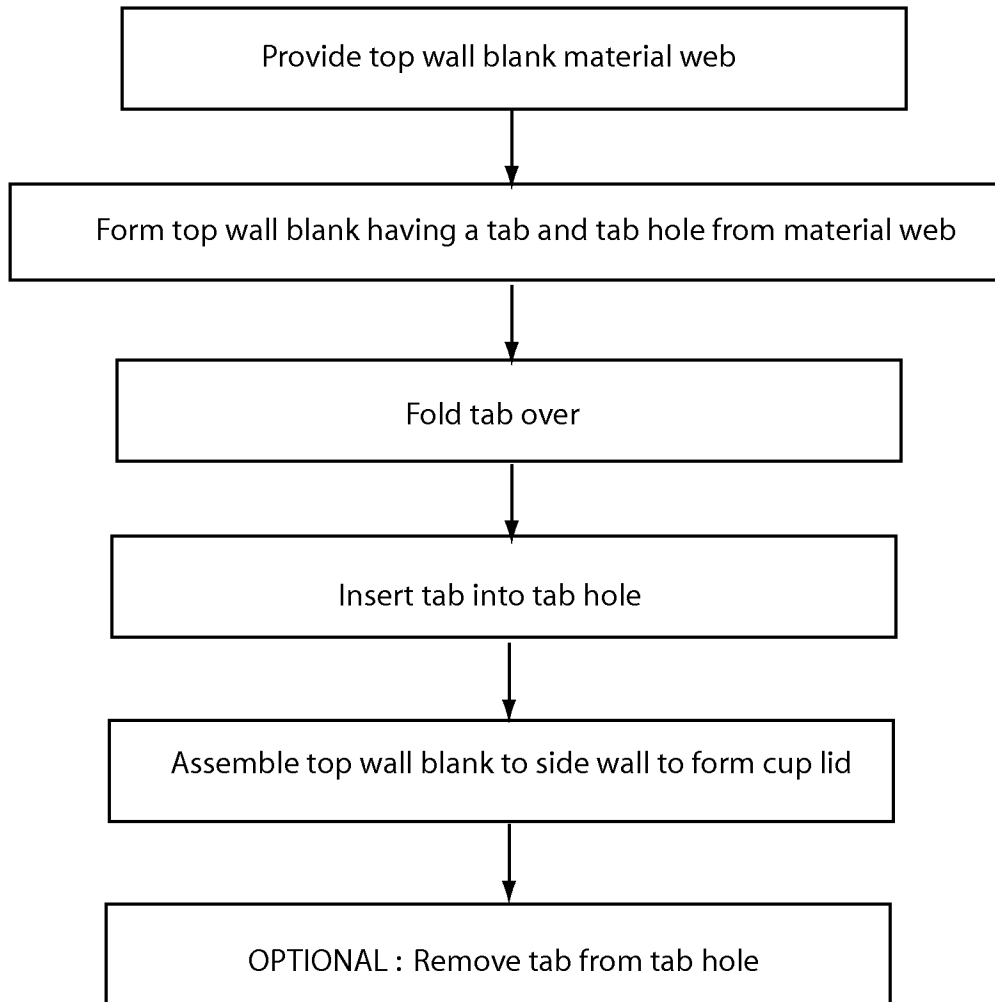 Provide top wall blank material web
Form top wall blank having a tab and tab hole from material web
Fold tab over
Insert tab into tab hole
Assemble top wall blank to side wall to form cup lid
OPTIONAL : Remove tab from tab hole